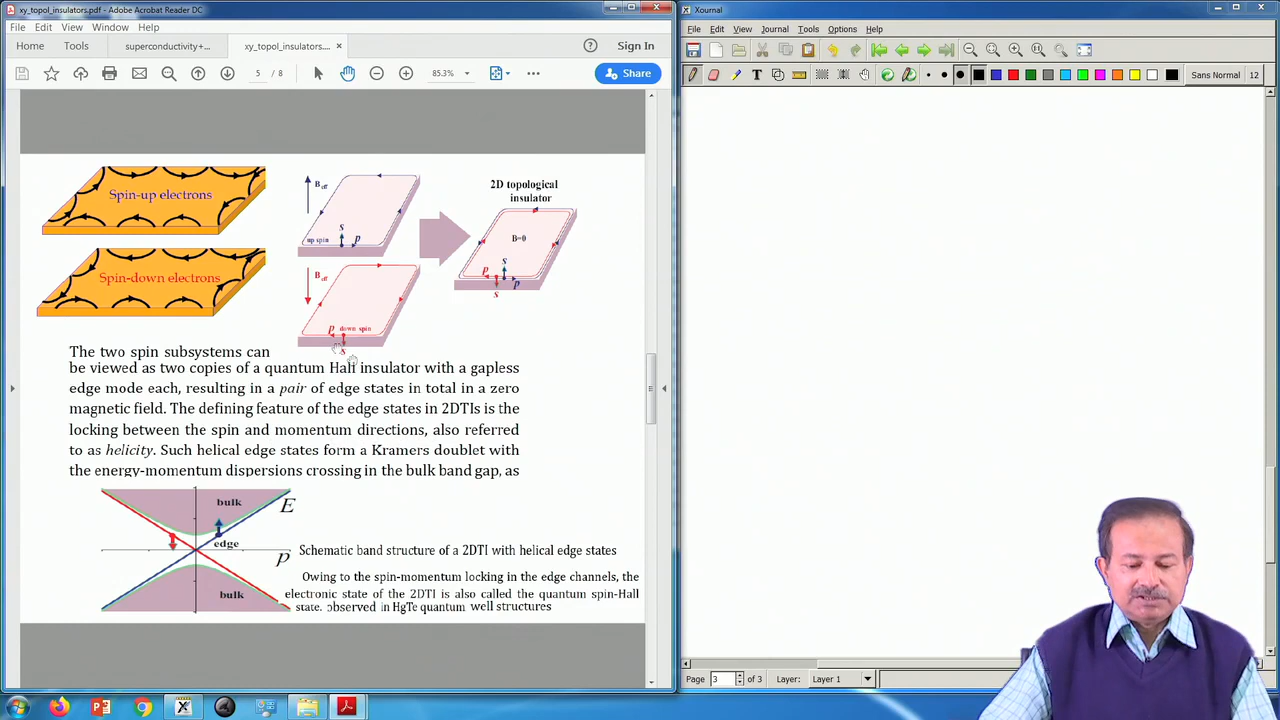 xy_topol_insulators.pdf - Adobe Acrobat Reader DC
File Edit View Window Help
Home Tools superconductivity+... xy_topol_insulators.... × Sign In
5 / 8 83.3% Share
Spin-up electrons
Spin-down electrons
B eff
s
up spin p
B eff
p down spin
s
2D topological
insulator
B=0
s
p
p
s
The two spin subsystems can
be viewed as two copies of a quantum Hall insulator with a gapless
edge mode each, resulting in a pair of edge states in total in a zero
magnetic field. The defining feature of the edge states in 2DTIs is the
locking between the spin and momentum directions, also referred
to as helicity. Such helical edge states form a Kramers doublet with
the energy-momentum dispersions crossing in the bulk band gap, as
bulk
E
edge
p
bulk
Schematic band structure of a 2DTI with helical edge states
Owing to the spin-momentum locking in the edge channels, the
electronic state of the 2DTI is also called the quantum spin-Hall
state. observed in HgTe quantum well structures
Xournal
File Edit View Journal Tools Options Help
Sans Normal 12
Page 3 of 3 Layer: Layer 1